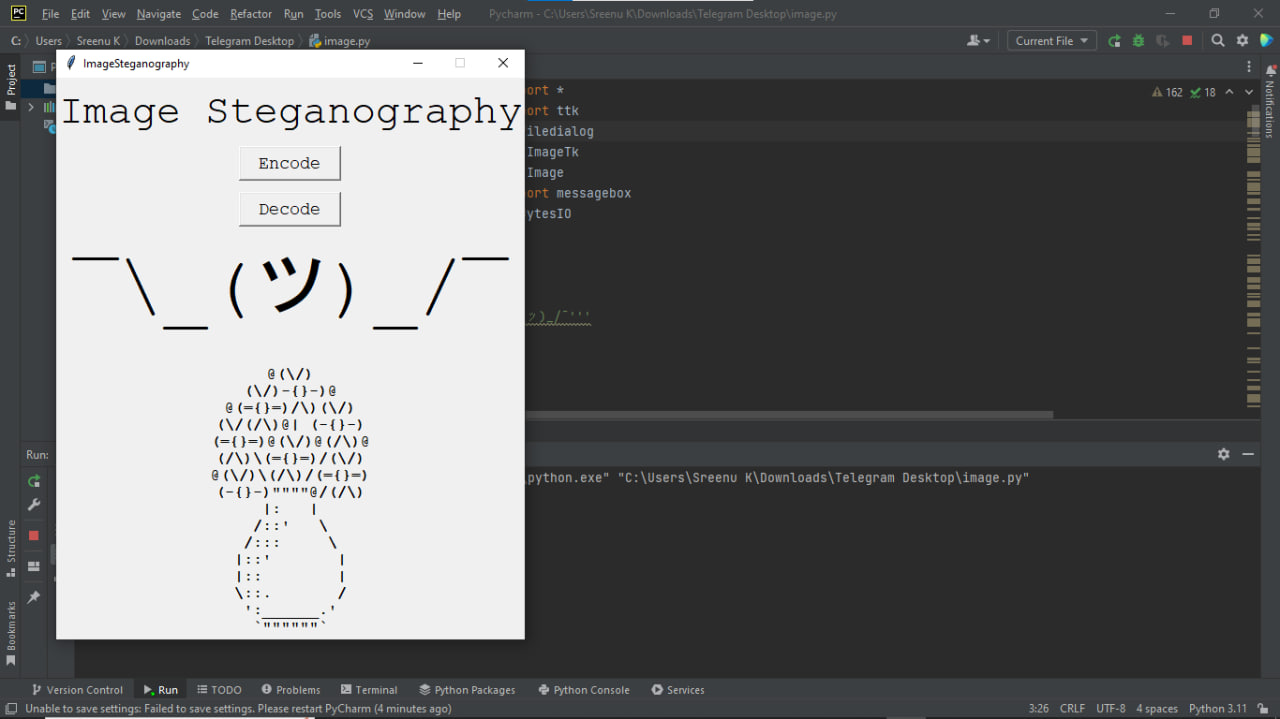 PC File Edit View Navigate Code Refactor Run Tools VCS Window Help Pycharm - C:\Users\Sreenu K\Downloads\Telegram Desktop\image.py
C: Users Sreenu K Downloads Telegram Desktop image.py Current File
Project
ImageSteganography
Image Steganography
Encode
Decode
¯\_(ツ)_/¯
@(\/)
(\/)-{}-)@
@(={}=)/\)(\/)
(\/(/\)@| (-{}-)
(={}=)@(\/)@(/\)@
(/\)\(={}=)/(\/)
@(\/)\(/\)/(={}=)
(-{}-)""""@/(/\)
|:   |
/::'   \
/:::     \
|::'       |
|::        |
\::.       /
':______.'
`""""""`
ort *
ort ttk
iledialog
ImageTk
Image
ort messagebox
ytesIO
ツ)_/¯'''
162 18
Notifications
Run:
python.exe" "C:\Users\Sreenu K\Downloads\Telegram Desktop\image.py"
Structure
Bookmarks
Version Control Run TODO Problems Terminal Python Packages Python Console Services
Unable to save settings: Failed to save settings. Please restart PyCharm (4 minutes ago) 3:26 CRLF UTF-8 4 spaces Python 3.11